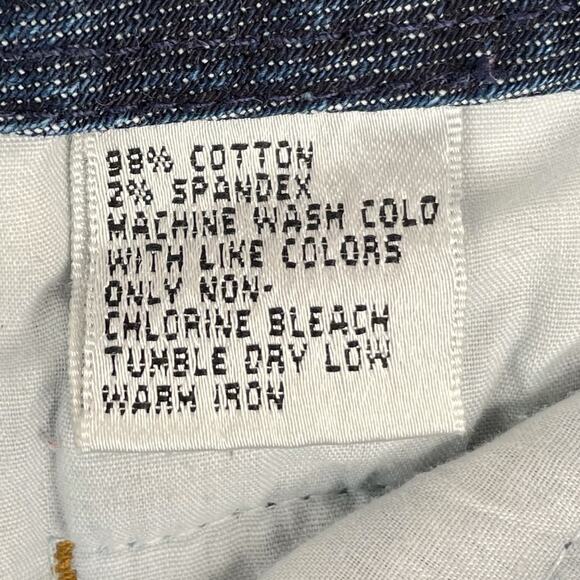 98% COTTON
2% SPANDEX
MACHINE WASH COLD
WITH LIKE COLORS
ONLY NON-
CHLORINE BLEACH
TUMBLE DRY LOW
WARM IRON